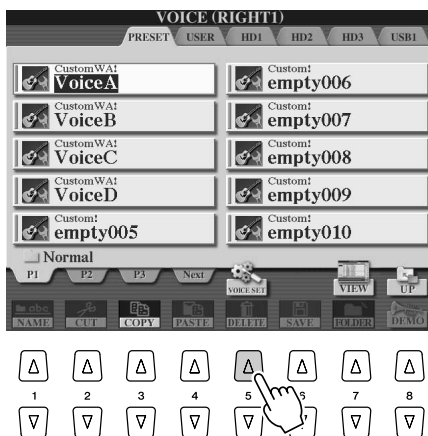 VOICE (RIGHT1)
PRESET USER HD1 HD2 HD3 USB1
CustomWA!
VoiceA
CustomWA!
VoiceB
CustomWA!
VoiceC
CustomWA!
VoiceD
Custom!
empty005
Custom!
empty006
Custom!
empty007
Custom!
empty008
Custom!
empty009
Custom!
empty010
Normal
P1 P2 P3 Next VOICE SET VIEW UP
abc
NAME CUT COPY PASTE DELETE SAVE FOLDER DEMO
1 2 3 4 5 6 7 8